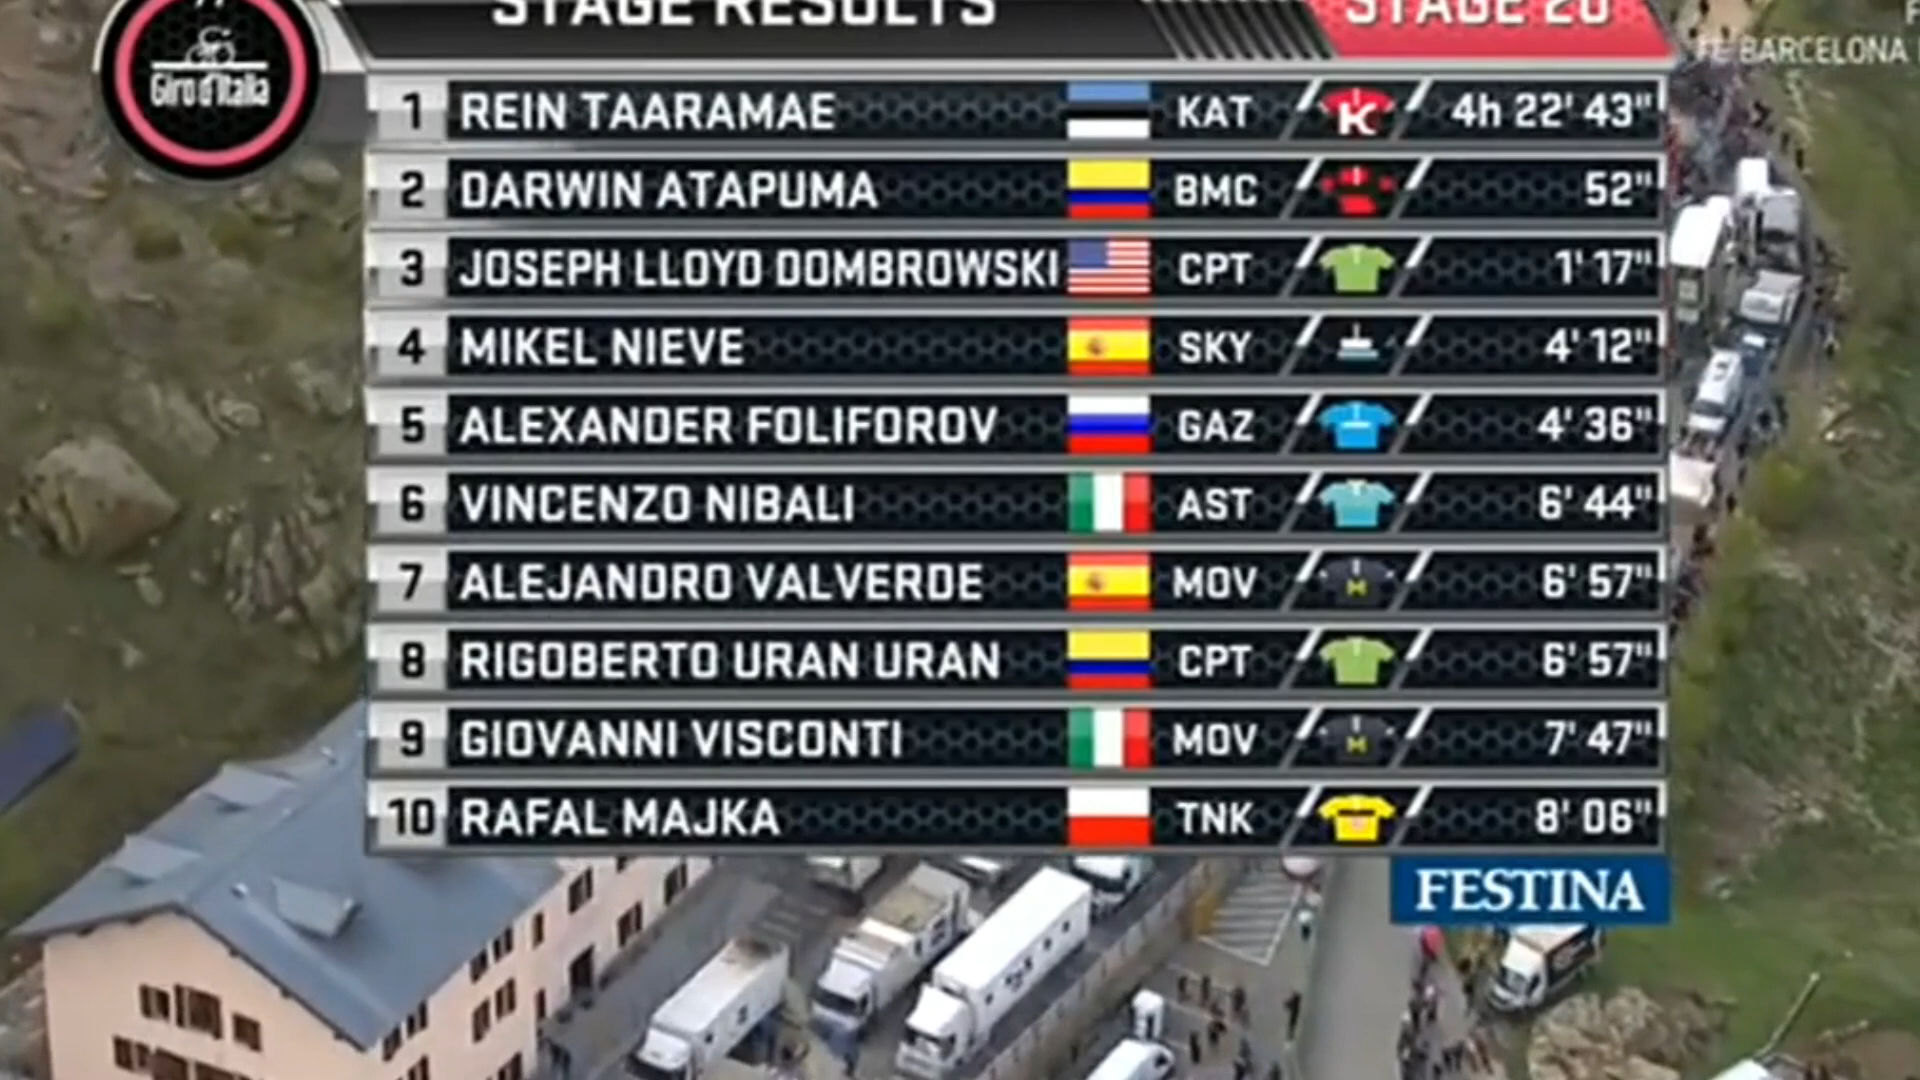 STAGE RESULTS STAGE 20
Giro d'Italia
FE BARCELONA
1 REIN TAARAMAE KAT K 4h 22' 43"
2 DARWIN ATAPUMA BMC 52"
3 JOSEPH LLOYD DOMBROWSKI CPT 1' 17"
4 MIKEL NIEVE SKY 4' 12"
5 ALEXANDER FOLIFOROV GAZ 4' 36"
6 VINCENZO NIBALI AST 6' 44"
7 ALEJANDRO VALVERDE MOV M 6' 57"
8 RIGOBERTO URAN URAN CPT 6' 57"
9 GIOVANNI VISCONTI MOV M 7' 47"
10 RAFAL MAJKA TNK 8' 06"
FESTINA